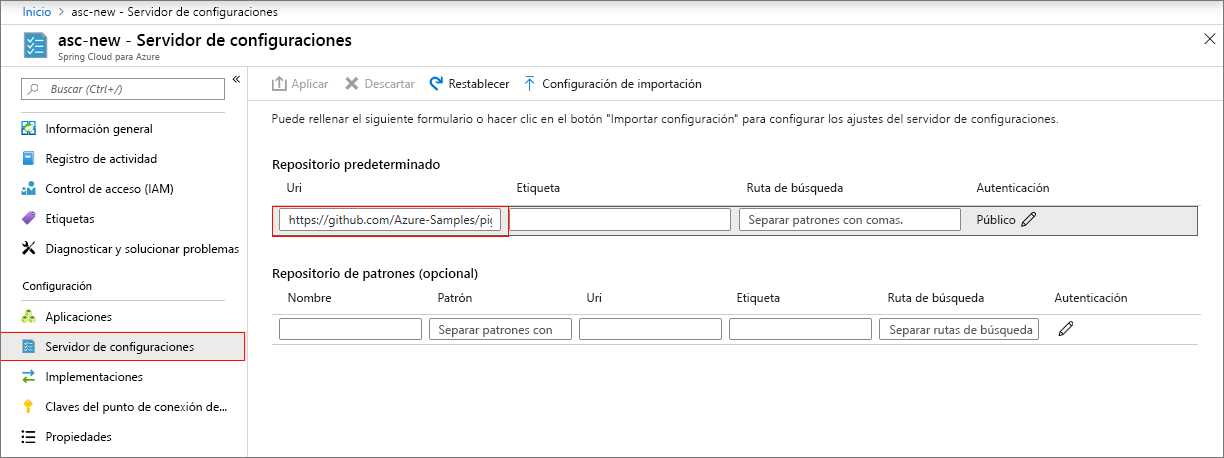 Inicio > asc-new - Servidor de configuraciones
asc-new - Servidor de configuraciones
Spring Cloud para Azure
Buscar (Ctrl+/)
Información general
Registro de actividad
Control de acceso (IAM)
Etiquetas
Diagnosticar y solucionar problemas
Configuración
Aplicaciones
Servidor de configuraciones
Implementaciones
Claves del punto de conexión de...
Propiedades
Aplicar Descartar Restablecer Configuración de importación
Puede rellenar el siguiente formulario o hacer clic en el botón "Importar configuración" para configurar los ajustes del servidor de configuraciones.
Repositorio predeterminado
Uri Etiqueta Ruta de búsqueda Autenticación
https://github.com/Azure-Samples/pig Separar patrones con comas. Público
Repositorio de patrones (opcional)
Nombre Patrón Uri Etiqueta Ruta de búsqueda Autenticación
Separar patrones con Separar rutas de búsqueda